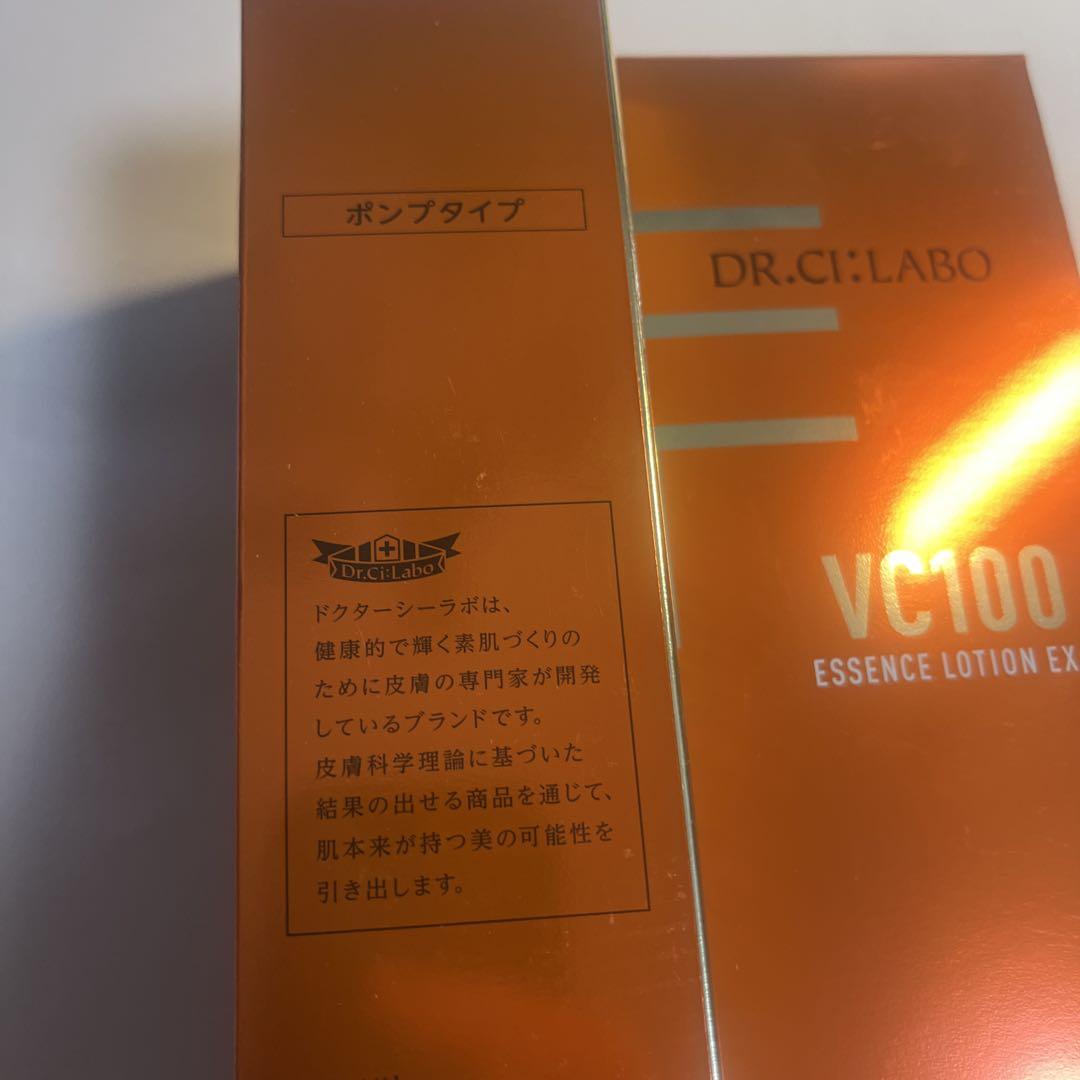 ポンプタイプ
Dr.Ci:Labo
ドクターシーラボは、
健康的で輝く素肌づくりの
ために皮膚の専門家が開発
しているブランドです。
皮膚科学理論に基づいた
結果の出せる商品を通じて、
肌本来が持つ美の可能性を
引き出します。
DR.CI:LABO
VC100
ESSENCE LOTION EX